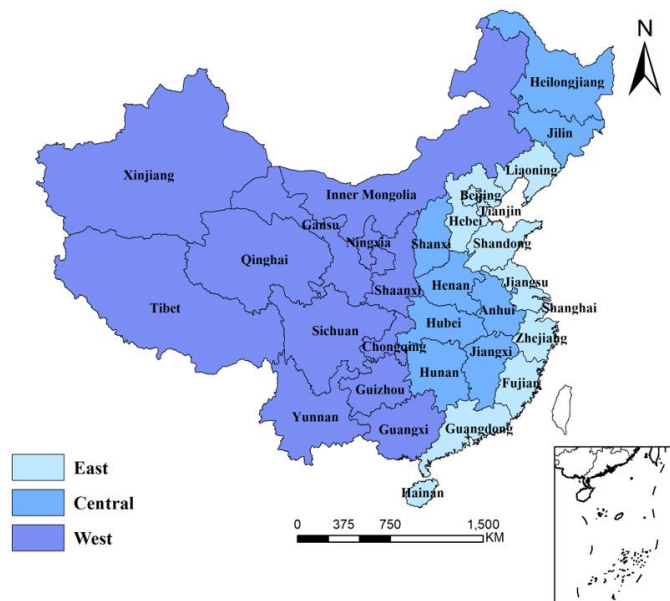 N
Heilongjiang
Jilin
Liaoning
Xinjiang
Inner Mongolia
Beijing
Tianjin
Hebei
Gansu
Ningxia
Shanxi
Shandong
Qinghai
Shaanxi
Henan
Jiangsu
Tibet
Anhui
Shanghai
Sichuan
Hubei
Zhejiang
Chongqing
Jiangxi
Hunan
Fujian
Guizhou
Yunnan
Guangxi
Guangdong
Hainan
East
Central
West
0 375 750 1,500
KM